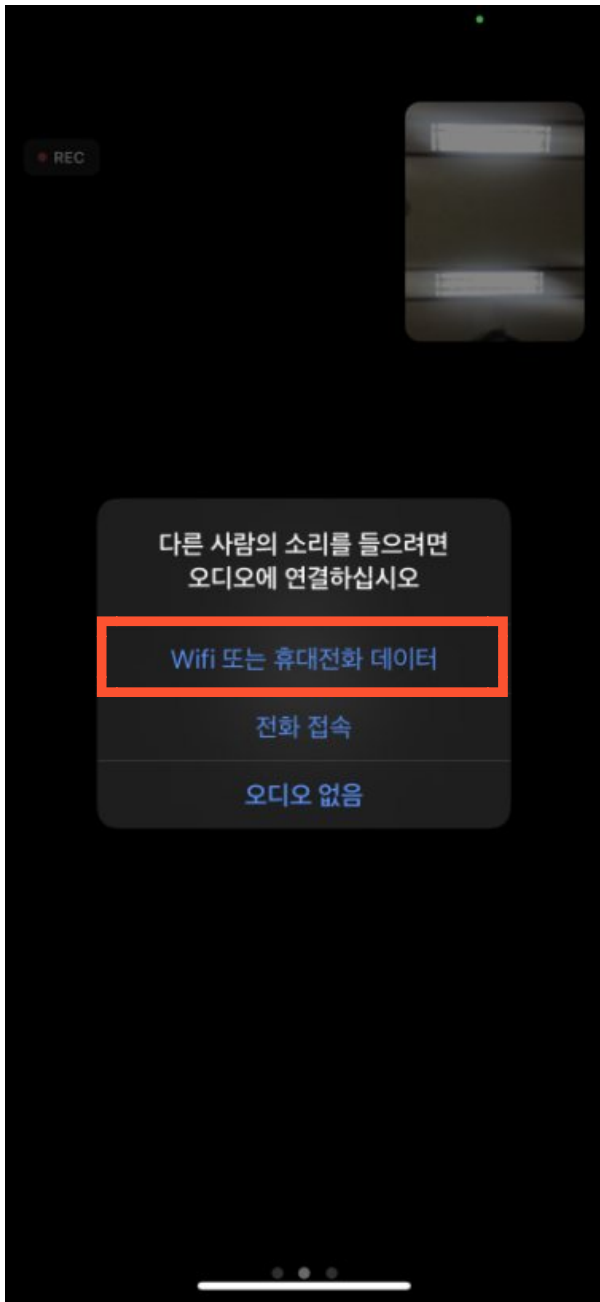 REC
다른 사람의 소리를 들으려면
오디오에 연결하십시오
Wifi 또는 휴대전화 데이터
전화 접속
오디오 없음